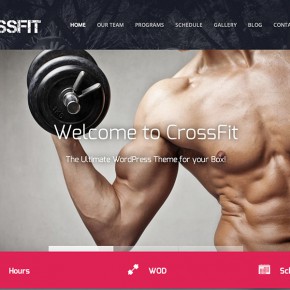 SSFIT
HOME OUR TEAM PROGRAMS SCHEDULE GALLERY BLOG CONTA
Welcome to CrossFit
The Ultimate WordPress Theme for your Box!
Hours WOD Sc